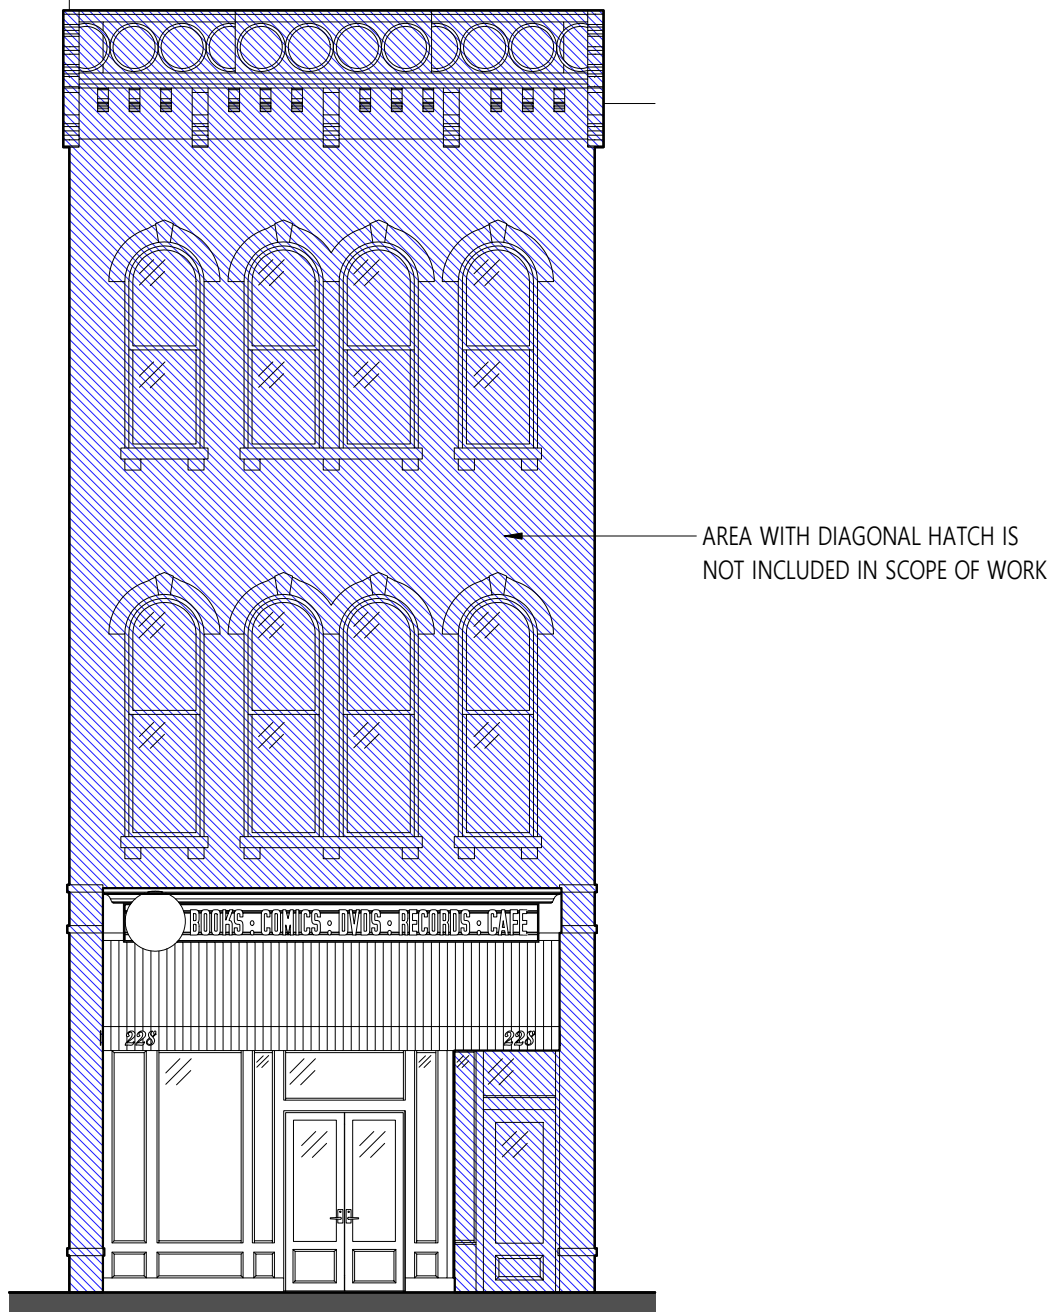 AREA WITH DIAGONAL HATCH IS
NOT INCLUDED IN SCOPE OF WORK
BOOKS · COMICS · DVDS · RECORDS · CAFE
228 228